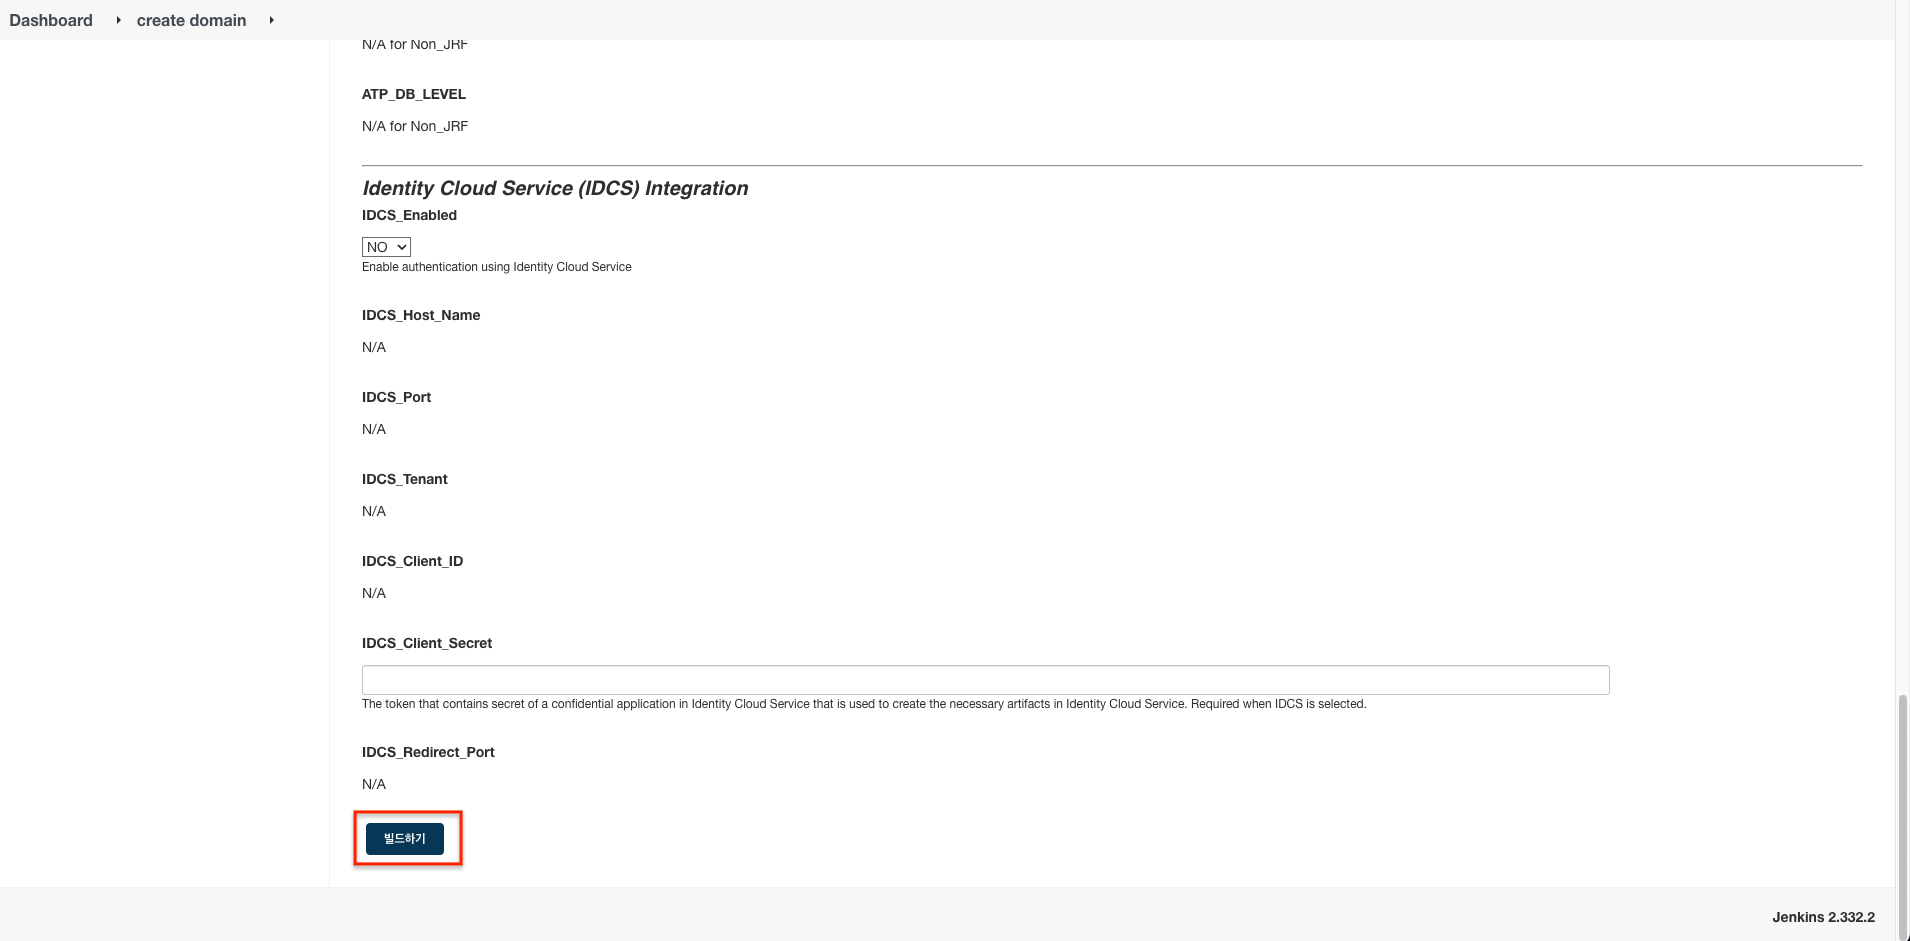 Dashboard
create domain
N/A for Non_JRF
ATP_DB_LEVEL
N/A for Non_JRF
Identity Cloud Service (IDCS) Integration
IDCS_Enabled
NO
Enable authentication using Identity Cloud Service
IDCS_Host_Name
N/A
IDCS_Port
N/A
IDCS_Tenant
N/A
IDCS_Client_ID
N/A
IDCS_Client_Secret
The token that contains secret of a confidential application in Identity Cloud Service that is used to create the necessary artifacts in Identity Cloud Service. Required when IDCS is selected.
IDCS_Redirect_Port
N/A
빌드하기
Jenkins 2.332.2